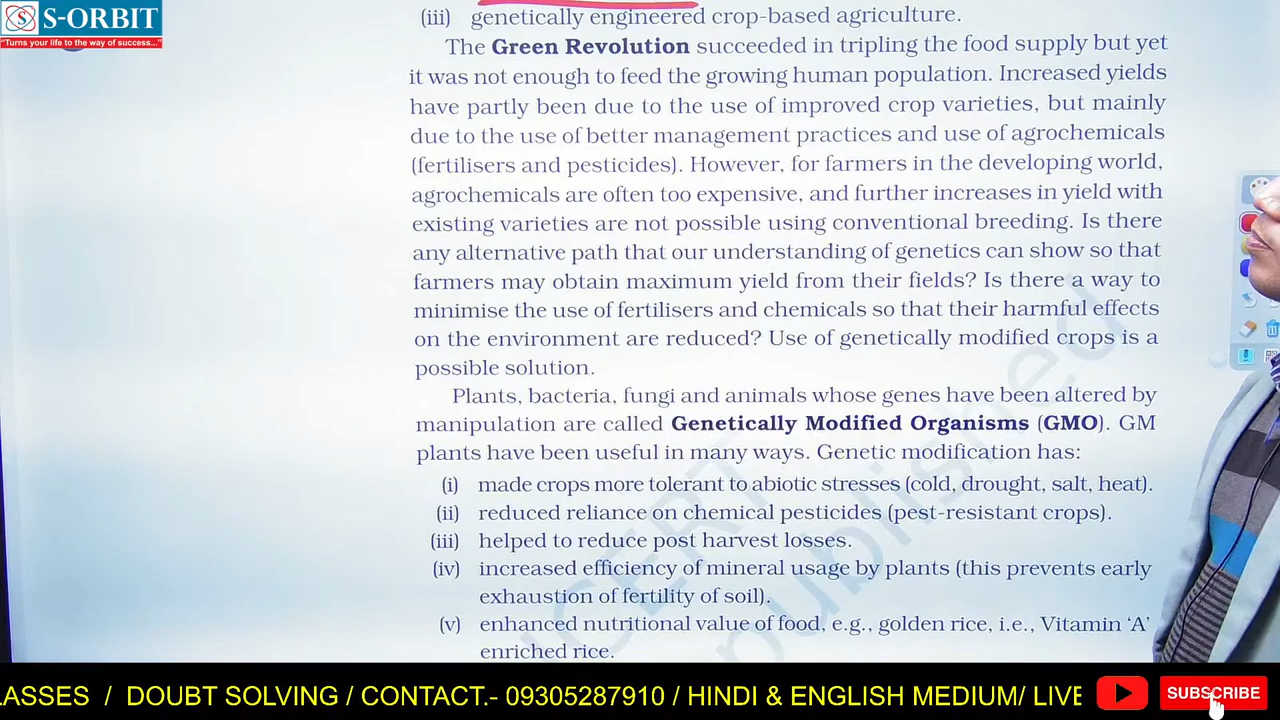 S-ORBIT
"Turns your life to the way of success..."
(iii) genetically engineered crop-based agriculture.
The Green Revolution succeeded in tripling the food supply but yet
it was not enough to feed the growing human population. Increased yields
have partly been due to the use of improved crop varieties, but mainly
due to the use of better management practices and use of agrochemicals
(fertilisers and pesticides). However, for farmers in the developing world,
agrochemicals are often too expensive, and further increases in yield with
existing varieties are not possible using conventional breeding. Is there
any alternative path that our understanding of genetics can show so that
farmers may obtain maximum yield from their fields? Is there a way to
minimise the use of fertilisers and chemicals so that their harmful effects
on the environment are reduced? Use of genetically modified crops is a
possible solution.
Plants, bacteria, fungi and animals whose genes have been altered by
manipulation are called Genetically Modified Organisms (GMO). GM
plants have been useful in many ways. Genetic modification has:
(i) made crops more tolerant to abiotic stresses (cold, drought, salt, heat).
(ii) reduced reliance on chemical pesticides (pest-resistant crops).
(iii) helped to reduce post harvest losses.
(iv) increased efficiency of mineral usage by plants (this prevents early
exhaustion of fertility of soil).
(v) enhanced nutritional value of food, e.g., golden rice, i.e., Vitamin ‘A’
enriched rice.
NCERT
published
LASSES / DOUBT SOLVING / CONTACT.- 09305287910 / HINDI & ENGLISH MEDIUM/ LIVE
SUBSCRIBE